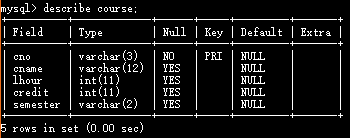 mysql> describe course;
+----------+-------------+------+-----+---------+-------+
| Field    | Type        | Null | Key | Default | Extra |
+----------+-------------+------+-----+---------+-------+
| cno      | varchar(3)  | NO   | PRI | NULL    |       |
| cname    | varchar(12) | YES  |     | NULL    |       |
| lhour    | int(11)     | YES  |     | NULL    |       |
| credit   | int(11)     | YES  |     | NULL    |       |
| semester | varchar(2)  | YES  |     | NULL    |       |
+----------+-------------+------+-----+---------+-------+
5 rows in set (0.00 sec)